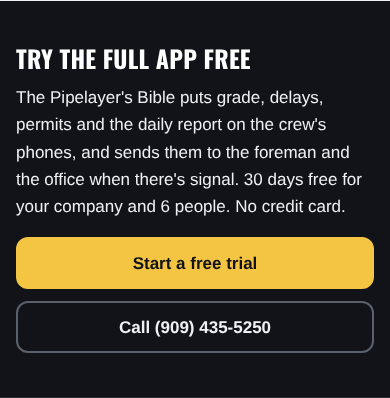 TRY THE FULL APP FREE
The Pipelayer's Bible puts grade, delays,
permits and the daily report on the crew's
phones, and sends them to the foreman and
the office when there's signal. 30 days free for
your company and 6 people. No credit card.
Start a free trial
Call (909) 435-5250